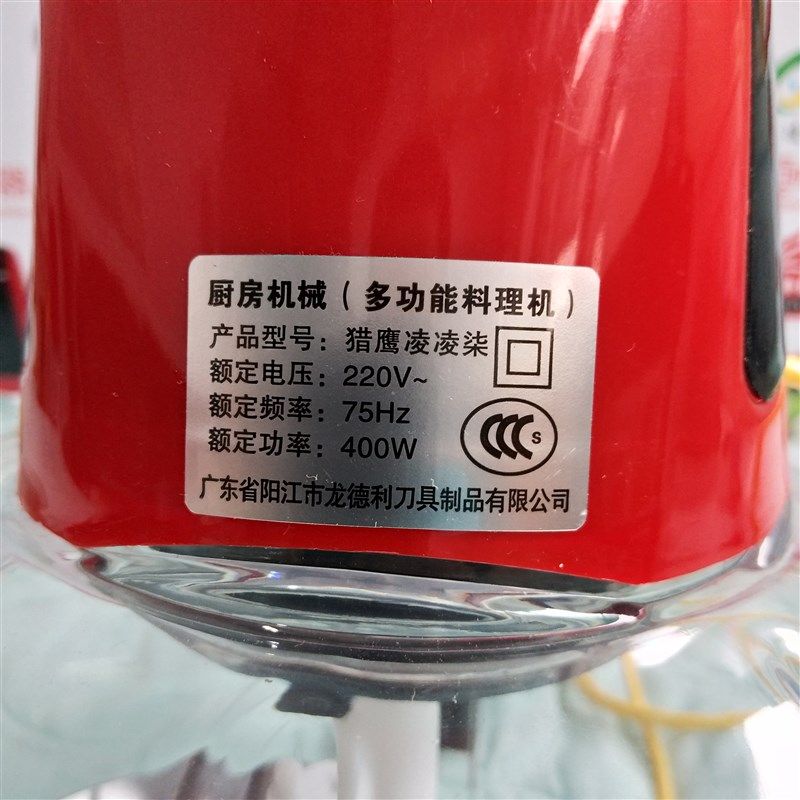 厨房机械(多功能料理机)
产品型号：猎鹰凌凌柒
额定电压：220V~
额定频率：75Hz
额定功率：400W
CCC S
广东省阳江市龙德利刀具制品有限公司